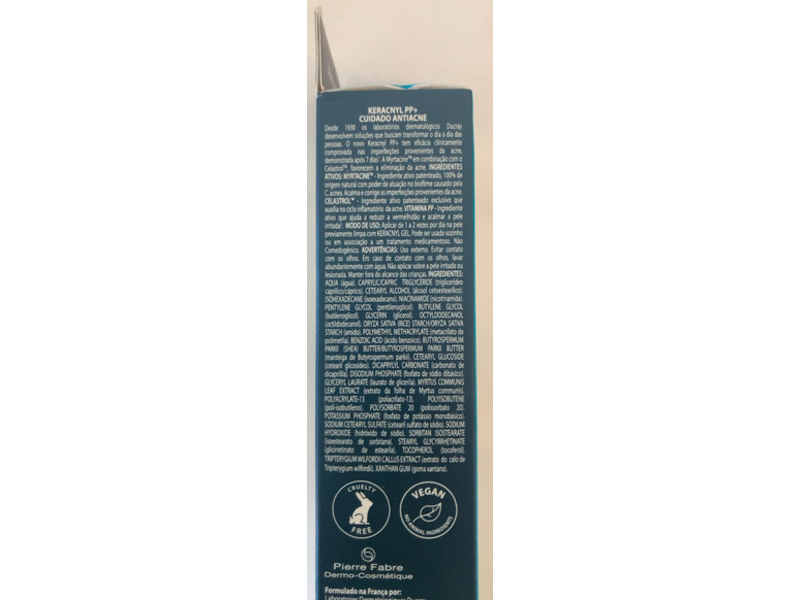 KERACNYL PP+
CUIDADO ANTIACNE
Desde 1930 os laboratórios dermatológicos Ducray
desenvolvem soluções que buscam transformar o dia a dia das
pessoas. O novo Keracnyl PP+ tem eficácia clinicamente
comprovada nas imperfeições provenientes da acne,
demonstrada após 7 dias¹. A Myrtacine™ em combinação com o
Celastrol™, favorecem a eliminação da acne. INGREDIENTES
ATIVOS: MYRTACINE™ - Ingrediente ativo patenteado, 100% de
origem natural com poder de atuação no biofilme causado pela
C. acnes. Acalma e corrige as imperfeições provenientes da acne.
CELASTROL™ - Ingrediente ativo patenteado exclusivo que
auxilia no ciclo inflamatório da acne. VITAMINA PP - ingrediente
ativo que ajuda a reduzir a vermelhidão e acalmar a pele
irritada². MODO DE USO: Aplicar de 1 a 2 vezes por dia na pele
previamente limpa com KERACNYL GEL. Pode ser usado sozinho
ou em associação a um tratamento medicamentoso. Não
Comedogênico. ADVERTÊNCIAS: Uso externo. Evitar contato
com os olhos. Em caso de contato com os olhos, lavar
abundantemente com água. Não aplicar sobre a pele irritada ou
lesionada. Manter fora do alcance das crianças. INGREDIENTES:
AQUA (água). CAPRYLIC/CAPRIC TRIGLYCERIDE (triglicerídeo
caprílico/cáprico). CETEARYL ALCOHOL (álcool cetoestearílico).
ISOHEXADECANE (isoexadecano). NIACINAMIDE (nicotinamida).
PENTYLENE GLYCOL (pentilenoglicol). BUTYLENE GLYCOL
(butilenoglicol). GLYCERIN (glicerol). OCTYLDODECANOL
(octildodecanol). ORYZA SATIVA (RICE) STARCH/ORYZA SATIVA
STARCH (amido). POLYMETHYL METHACRYLATE (metacrilato de
polimetila). BENZOIC ACID (ácido benzoico). BUTYROSPERMUM
PARKII (SHEA) BUTTER/BUTYROSPERMUM PARKII BUTTER
(manteiga de Butyrospermum parkii). CETEARYL GLUCOSIDE
(cetearil glicosídeo). DICAPRYLYL CARBONATE (carbonato de
dicaprilila). DISODIUM PHOSPHATE (fosfato de sódio dibásico).
GLYCERYL LAURATE (laurato de glicerila). MYRTUS COMMUNIS
LEAF EXTRACT (extrato da folha de Myrtus communis).
POLYACRYLATE-13 (poliacrilato-13). POLYISOBUTENE
(poli-isobutileno). POLYSORBATE 20 (polissorbato 20).
POTASSIUM PHOSPHATE (fosfato de potássio monobásico).
SODIUM CETEARYL SULFATE (cetearil sulfato de sódio). SODIUM
HYDROXIDE (hidróxido de sódio). SORBITAN ISOSTEARATE
(isoestearato de sorbitana). STEARYL GLYCYRRHETINATE
(glicirretinato de estearila). TOCOPHEROL (tocoferol).
TRIPTERYGIUM WILFORDII CALLUS EXTRACT (extrato do calo de
Tripterygium wilfordii). XANTHAN GUM (goma xantana).
CRUELTY
FREE
VEGAN
NO ANIMAL INGREDIENTS
Pierre Fabre
Dermo-Cosmétique
Formulado na França por:
Laboratoires Dermatologiques Ducray